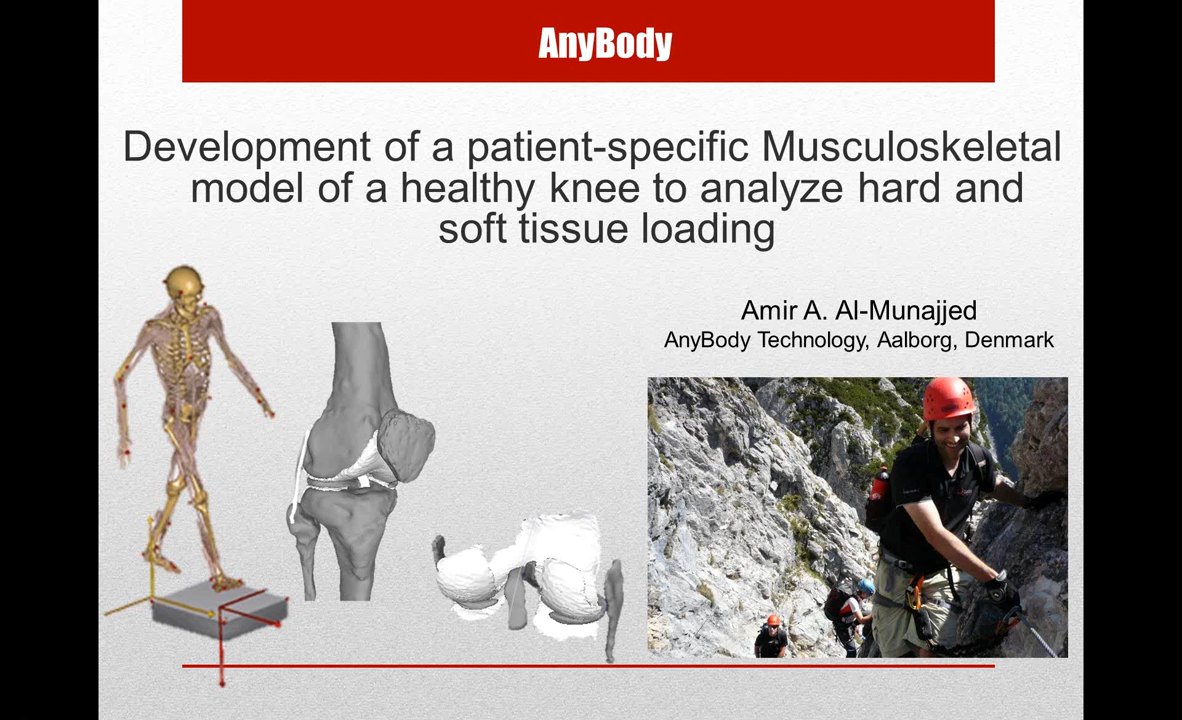 AnyBody
Development of a patient-specific Musculoskeletal
model of a healthy knee to analyze hard and
soft tissue loading
Amir A. Al-Munajjed
AnyBody Technology, Aalborg, Denmark